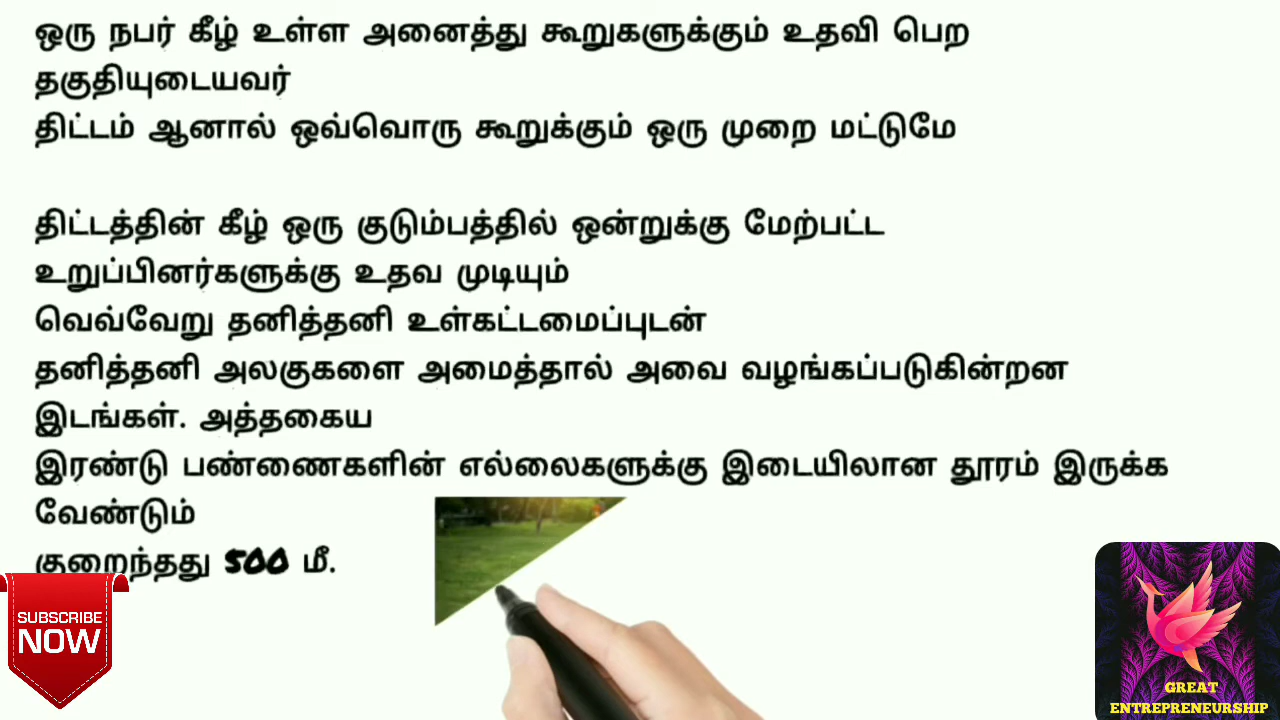 ஒரு நபர் கீழ் உள்ள அனைத்து கூறுகளுக்கும் உதவி பெற
தகுதியுடையவர்
திட்டம் ஆனால் ஒவ்வொரு கூறுக்கும் ஒரு முறை மட்டுமே
திட்டத்தின் கீழ் ஒரு குடும்பத்தில் ஒன்றுக்கு மேற்பட்ட
உறுப்பினர்களுக்கு உதவ முடியும்
வெவ்வேறு தனித்தனி உள்கட்டமைப்புடன்
தனித்தனி அலகுகளை அமைத்தால் அவை வழங்கப்படுகின்றன
இடங்கள். அத்தகைய
இரண்டு பண்ணைகளின் எல்லைகளுக்கு இடையிலான தூரம் இருக்க
வேண்டும்
குறைந்தது 500 மீ.
SUBSCRIBE
NOW
GREAT
ENTREPRENEURSHIP